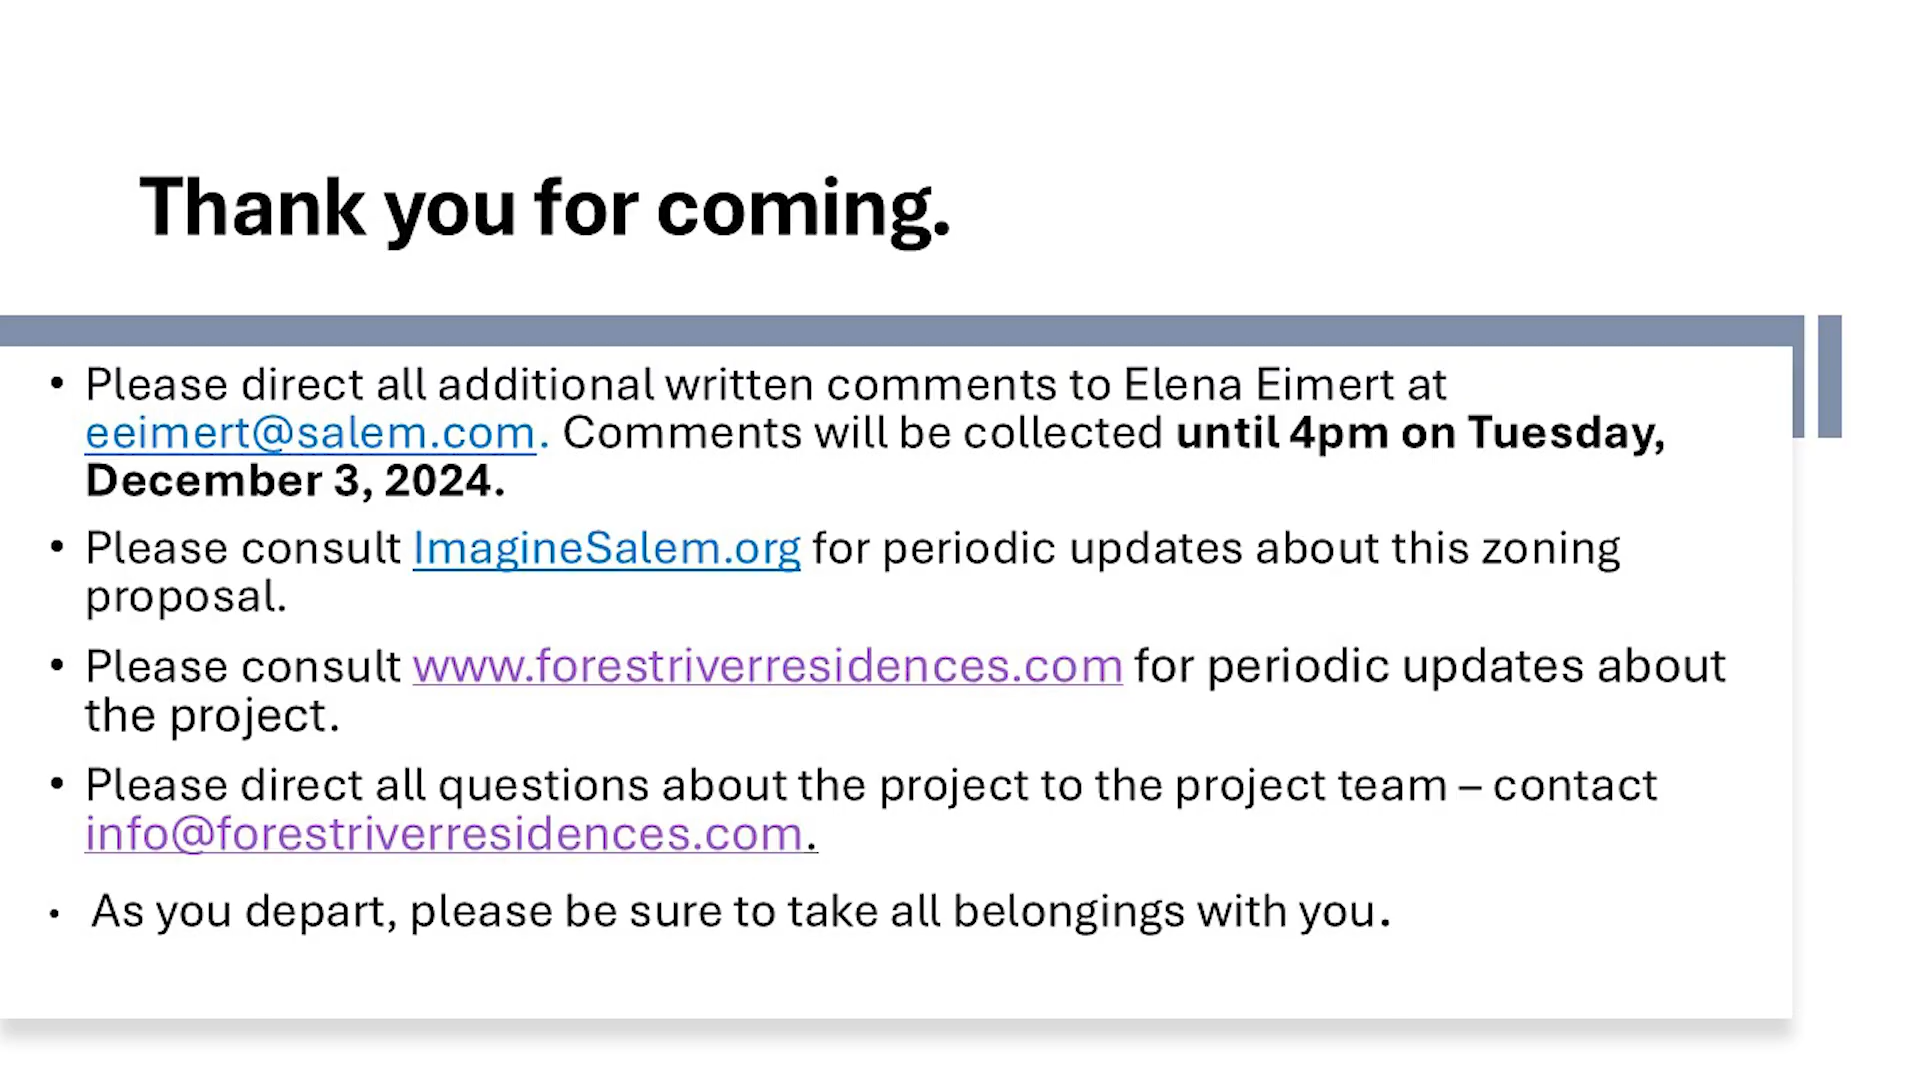 Thank you for coming.
• Please direct all additional written comments to Elena Eimert at
eeimert@salem.com. Comments will be collected until 4pm on Tuesday,
December 3, 2024.
• Please consult ImagineSalem.org for periodic updates about this zoning
proposal.
• Please consult www.forestriverresidences.com for periodic updates about
the project.
• Please direct all questions about the project to the project team – contact
info@forestriverresidences.com.
• As you depart, please be sure to take all belongings with you.